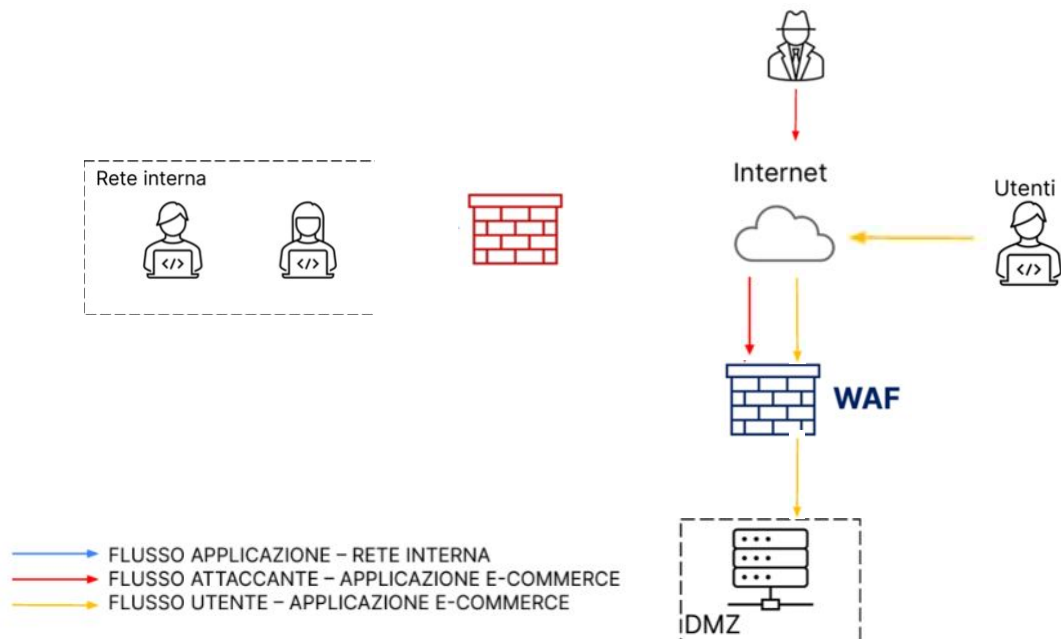 Rete interna
Internet
Utenti
</>
</>
</>
WAF
FLUSSO APPLICAZIONE – RETE INTERNA
FLUSSO ATTACCANTE – APPLICAZIONE E-COMMERCE
FLUSSO UTENTE – APPLICAZIONE E-COMMERCE
DMZ